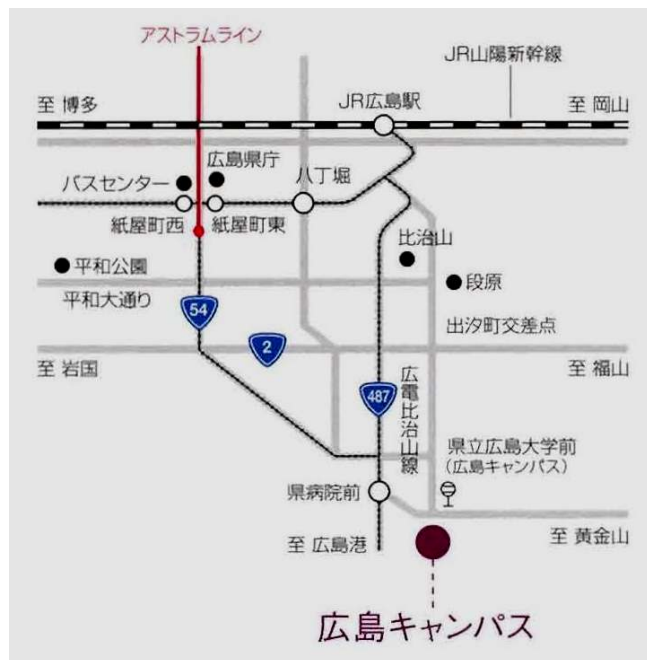 アストラムライン
JR山陽新幹線
至 博多
JR広島駅
至 岡山
広島県庁
八丁堀
バスセンター
紙屋町西
紙屋町東
比治山
平和公園
段原
平和大通り
54
出汐町交差点
2
至 岩国
至 福山
487
広電比治山線
県立広島大学前
(広島キャンパス)
県病院前
至 広島港
至 黄金山
広島キャンパス